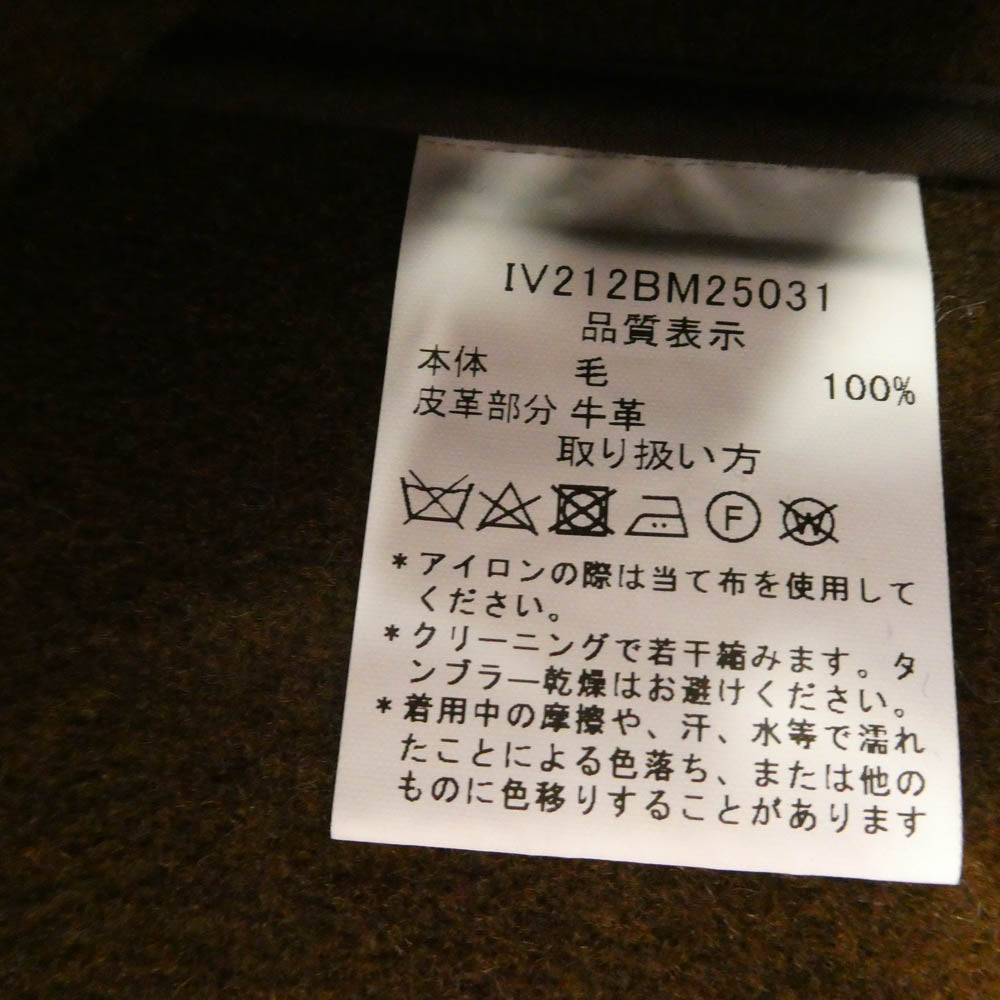 IV212BM25031
品質表示
本体 毛 100%
皮革部分 牛革
取り扱い方
F W
*アイロンの際は当て布を使用して
ください。
*クリーニングで若干縮みます。タ
ンブラー乾燥はお避けください。
*着用中の摩擦や、汗、水等で濡れ
たことによる色落ち、または他の
ものに色移りすることがあります